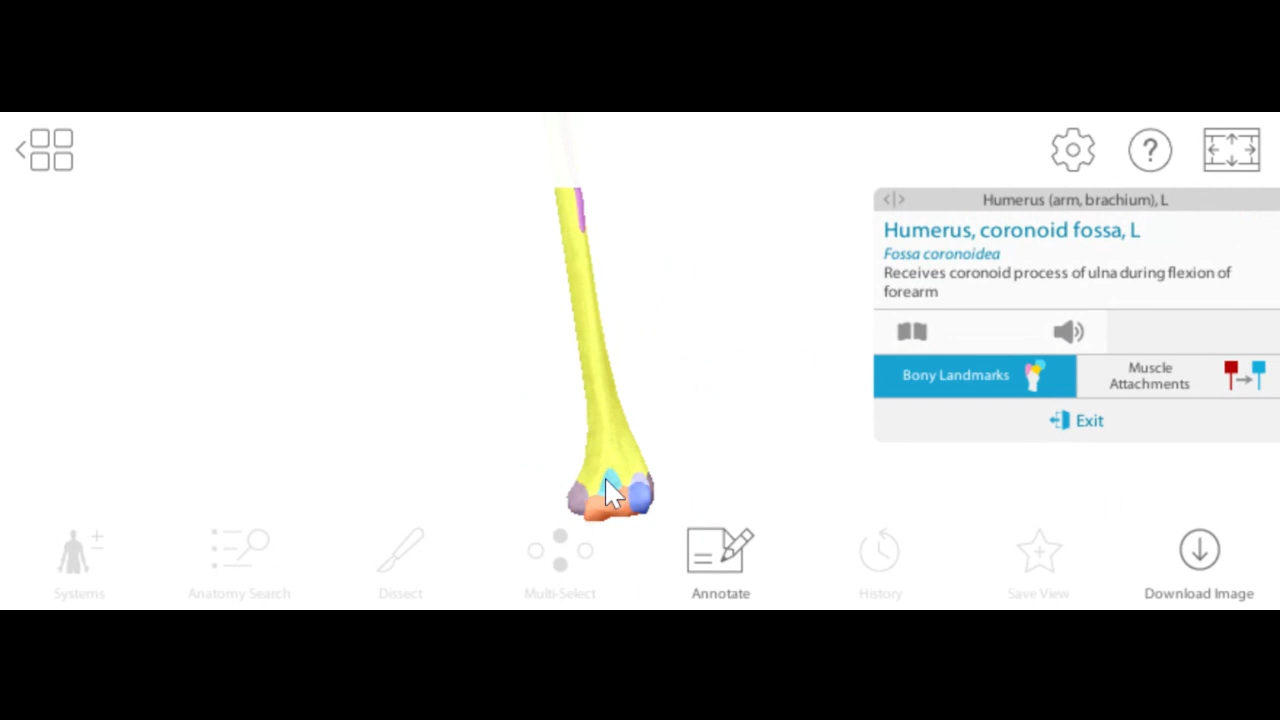 Humerus (arm, brachium), L
Humerus, coronoid fossa, L
Fossa coronoidea
Receives coronoid process of ulna during flexion of
forearm
Bony Landmarks
Muscle
Attachments
Exit
Systems
Anatomy Search
Dissect
Multi-Select
Annotate
History
Save View
Download Image